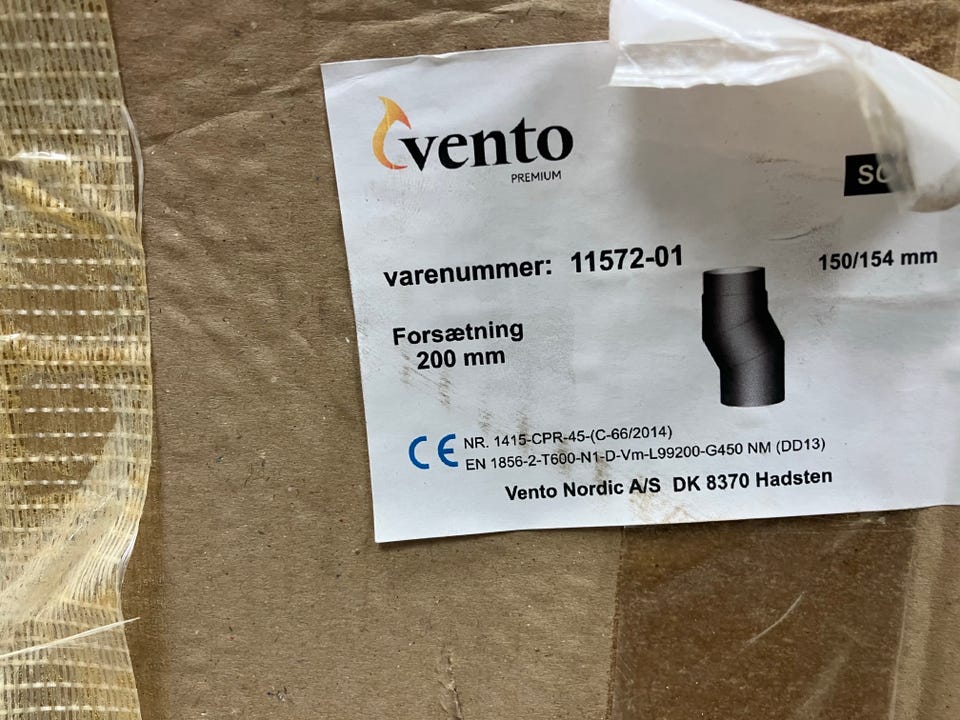 vento
PREMIUM
varenummer: 11572-01
150/154 mm
Forsætning
200 mm
CE NR. 1415-CPR-45-(C-66/2014)
EN 1856-2-T600-N1-D-Vm-L99200-G450 NM (DD13)
Vento Nordic A/S DK 8370 Hadsten